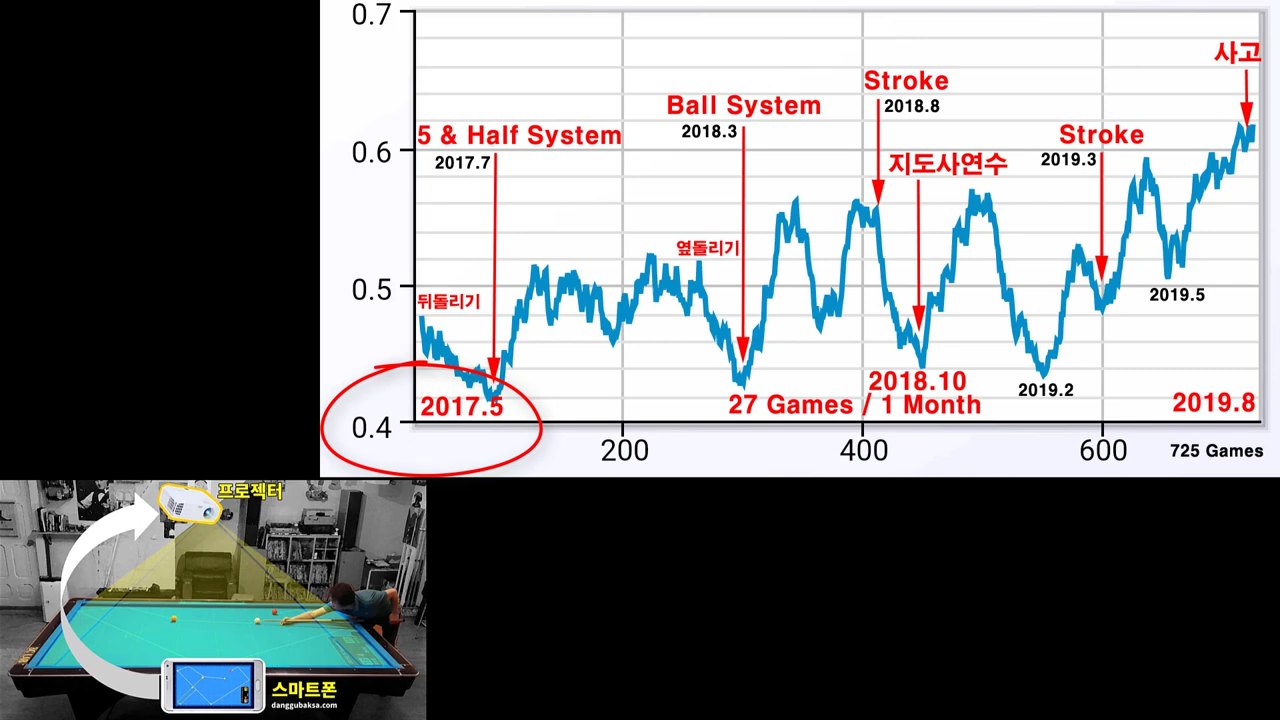 0.7
사고
Stroke
2018.8
Ball System
2018.3
5 & Half System
2017.7
Stroke
2019.3
0.6
지도사연수
옆돌리기
0.5
뒤돌리기
2019.5
2018.10
2019.2
2017.5
27 Games / 1 Month
2019.8
0.4
200
400
600
725 Games
프로젝터
스마트폰
danggubaksa.com